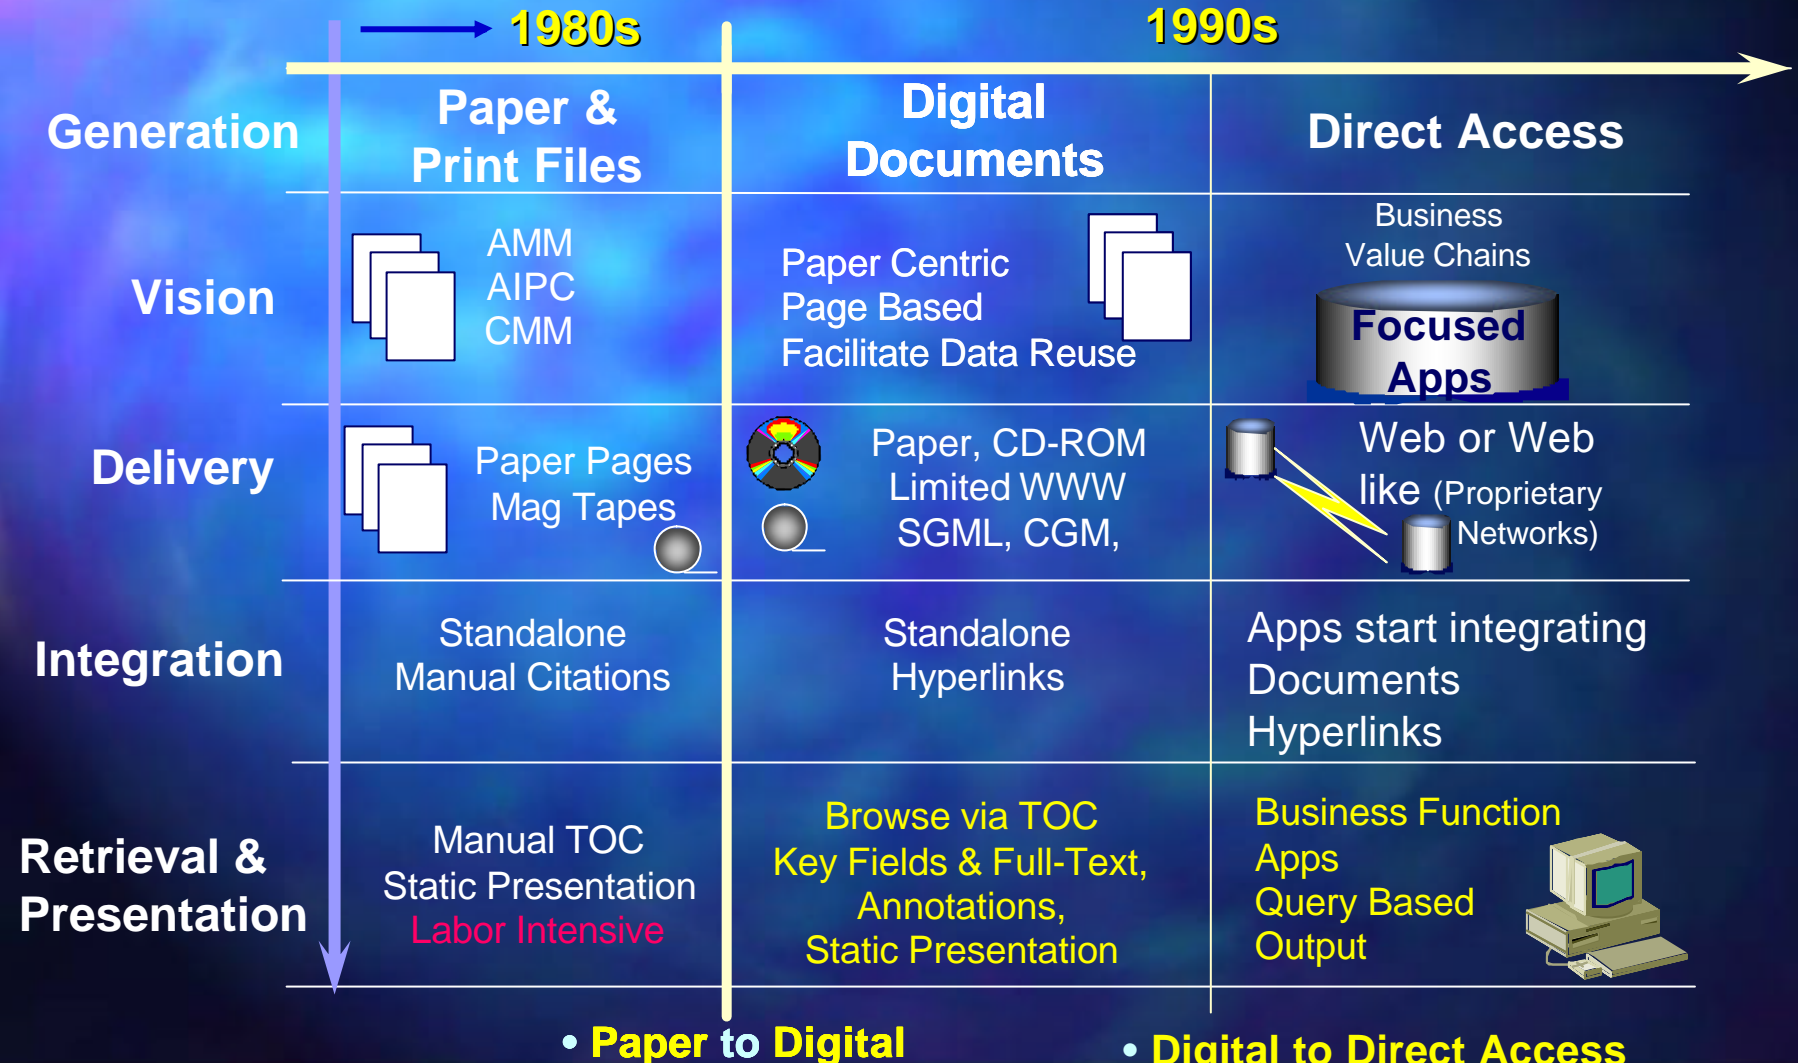 1980s
1990s
Generation
Paper &
Print Files
Digital
Documents
Direct Access
Vision
AMM
AIPC
CMM
Paper Centric
Page Based
Facilitate Data Reuse
Business
Value Chains
Focused
Apps
Delivery
Paper Pages
Mag Tapes
Paper, CD-ROM
Limited WWW
SGML, CGM,
Web or Web
like (Proprietary
Networks)
Integration
Standalone
Manual Citations
Standalone
Hyperlinks
Apps start integrating
Documents
Hyperlinks
Retrieval &
Presentation
Manual TOC
Static Presentation
Labor Intensive
Browse via TOC
Key Fields & Full-Text,
Annotations,
Static Presentation
Business Function
Apps
Query Based
Output
• Paper to Digital
• Digital to Direct Access